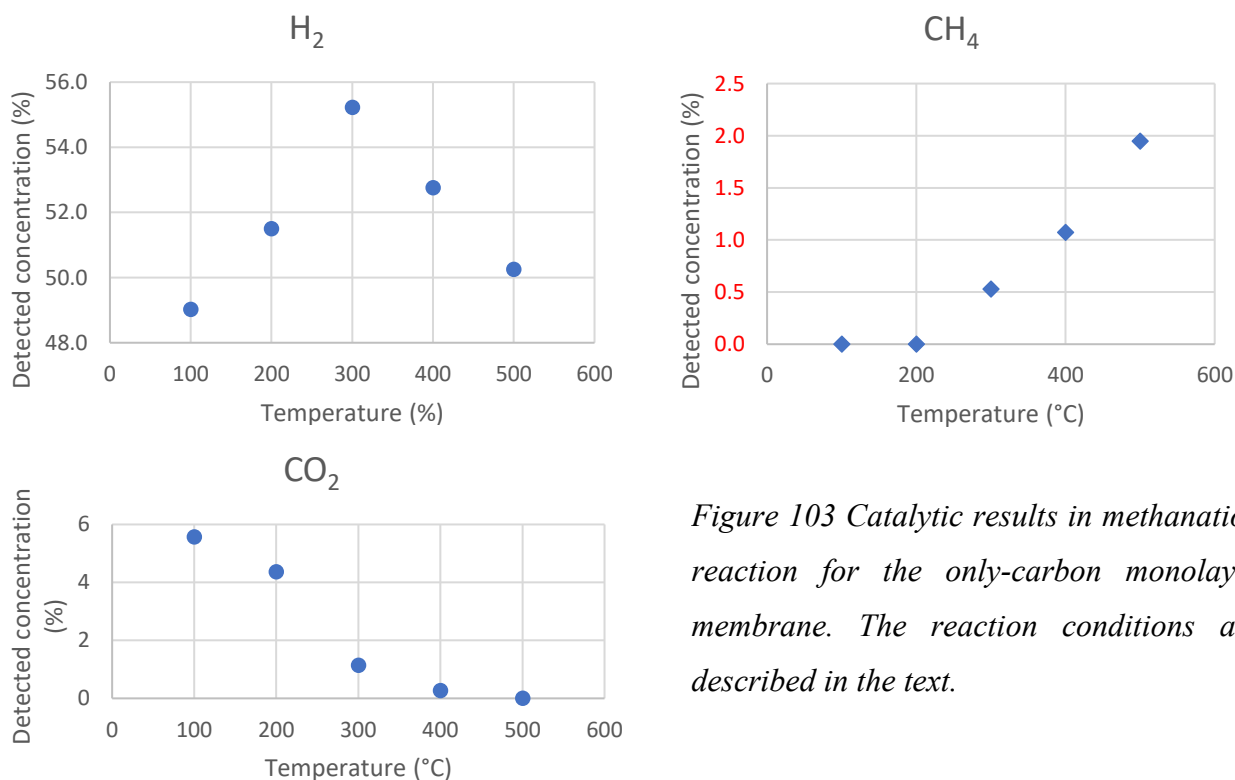 H₂
Detected concentration (%)
56.0
54.0
52.0
50.0
48.0
0 100 200 300 400 500 600
Temperature (%)
CH₄
Detected concentration (%)
2.5
2.0
1.5
1.0
0.5
0.0
0 200 400 600
Temperature (°C)
CO₂
Detected concentration
(%)
6
4
2
0
0 100 200 300 400 500 600
Temperature (°C)
Figure 103 Catalytic results in methanatio
reaction for the only-carbon monolay
membrane. The reaction conditions a
described in the text.